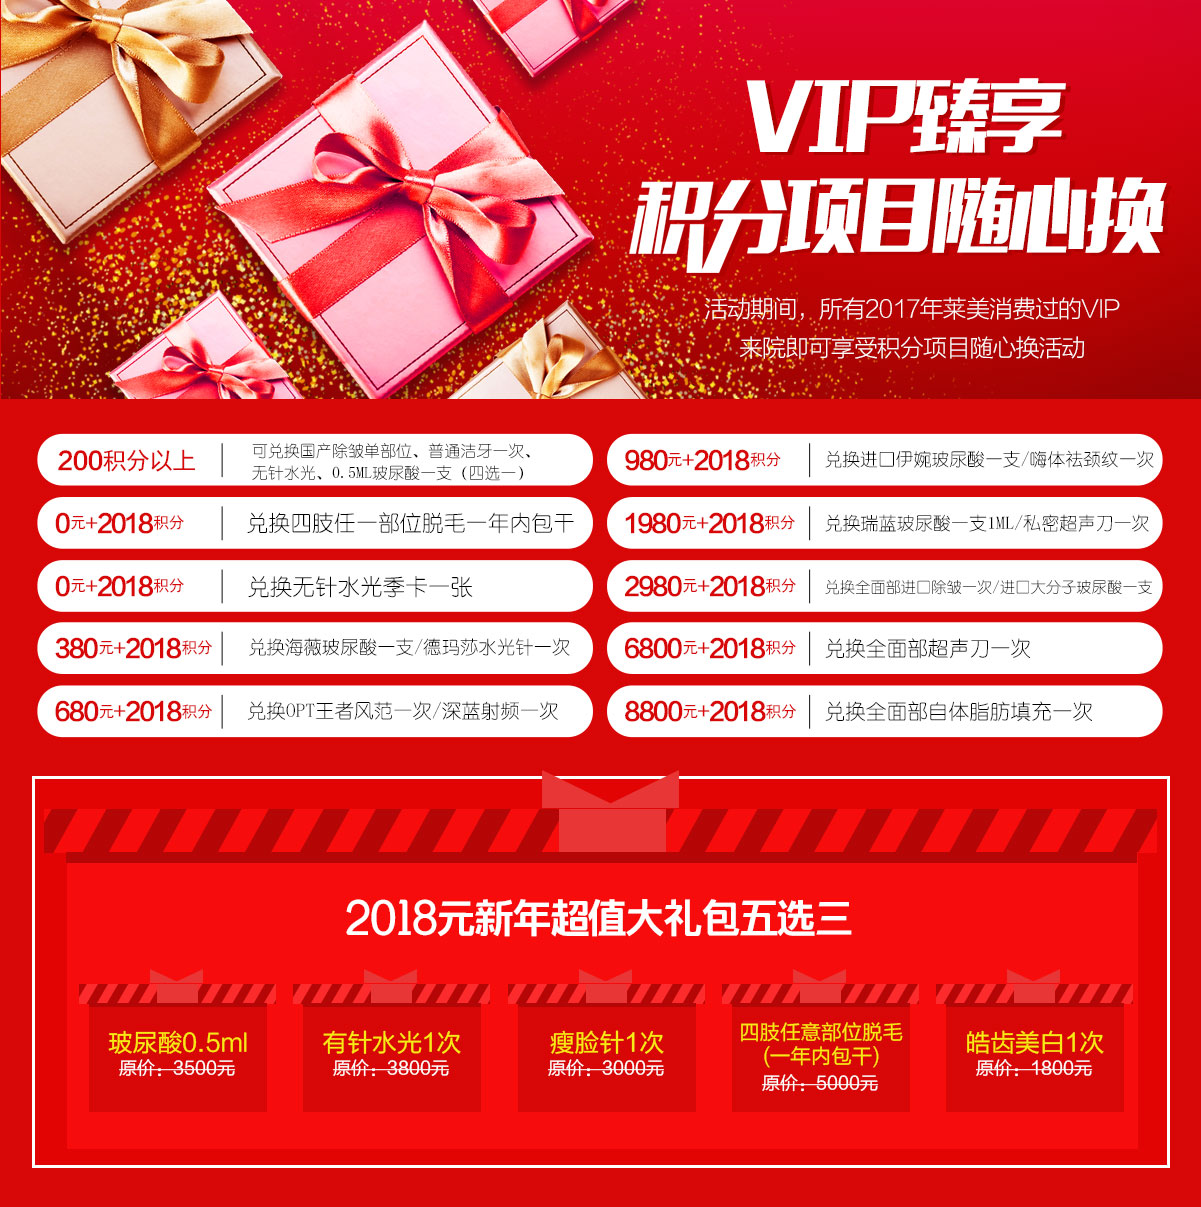 VIP臻享
积分项目随心换
活动期间，所有2017年莱美消费过的VIP
来院即可享受积分项目随心换活动
200积分以上
可兑换国产除皱单部位、普通洁牙一次、
无针水光、0.5ML玻尿酸一支（四选一）
0元+2018积分
兑换四肢任一部位脱毛一年内包干
0元+2018积分
兑换无针水光季卡一张
380元+2018积分
兑换海薇玻尿酸一支/德玛莎水光针一次
680元+2018积分
兑换OPT王者风范一次/深蓝射频一次
980元+2018积分
兑换进口伊婉玻尿酸一支/嗨体祛颈纹一次
1980元+2018积分
兑换瑞蓝玻尿酸一支1ML/私密超声刀一次
2980元+2018积分
兑换全面部进口除皱一次/进口大分子玻尿酸一支
6800元+2018积分
兑换全面部超声刀一次
8800元+2018积分
兑换全面部自体脂肪填充一次
2018元新年超值大礼包五选三
玻尿酸0.5ml
原价：3500元
有针水光1次
原价：3800元
瘦脸针1次
原价：3000元
四肢任意部位脱毛
(一年内包干)
原价：5000元
皓齿美白1次
原价：1800元